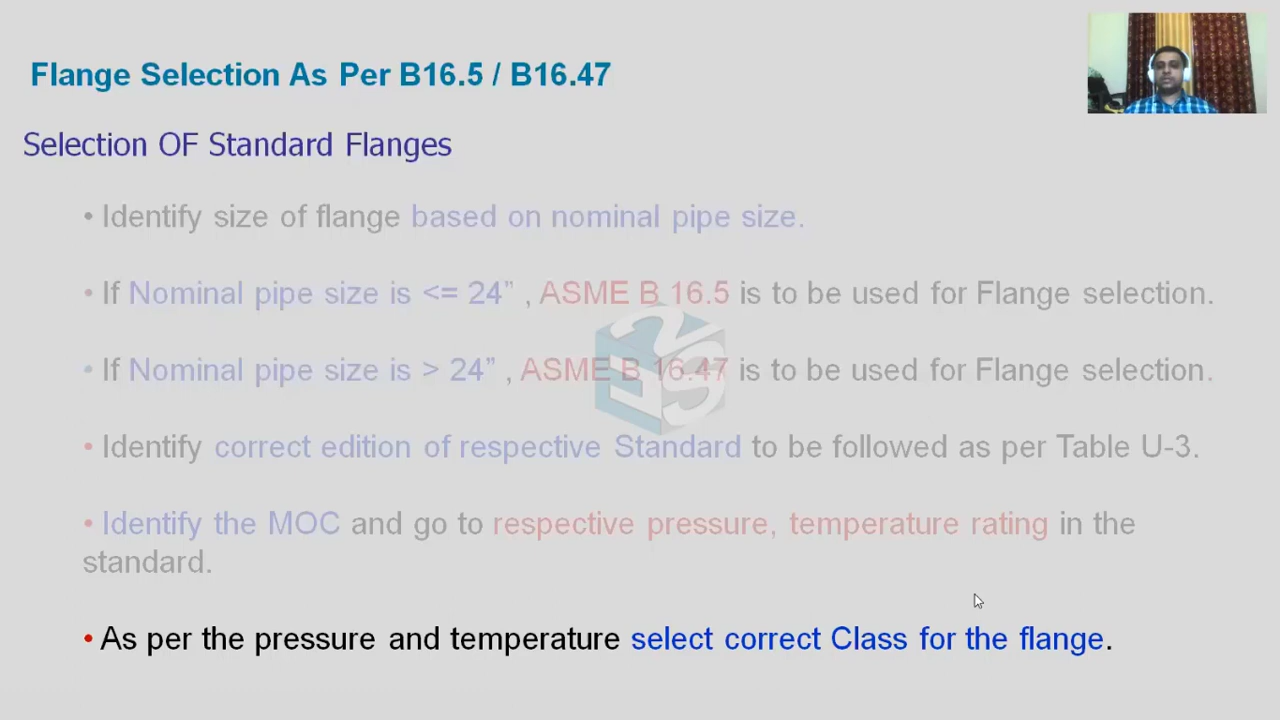 Flange Selection As Per B16.5 / B16.47
Selection OF Standard Flanges
• Identify size of flange based on nominal pipe size.
• If Nominal pipe size is <= 24” , ASME B 16.5 is to be used for Flange selection.
• If Nominal pipe size is > 24” , ASME B 16.47 is to be used for Flange selection.
• Identify correct edition of respective Standard to be followed as per Table U-3.
• Identify the MOC and go to respective pressure, temperature rating in the
standard.
• As per the pressure and temperature select correct Class for the flange.